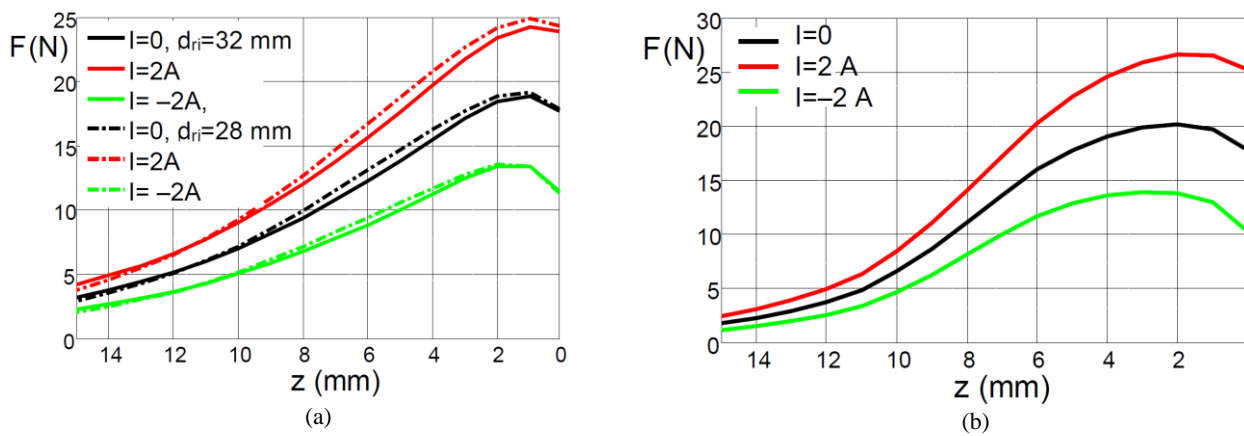 25
F(N)
20
15
10
5
0
I=0, dri=32 mm
I=2A
I= –2A,
I=0, dri=28 mm
I=2A
I= –2A
14 12 10 8 6 4 2 0
z (mm)
(a)
30
F(N)
25
20
15
10
5
0
I=0
I=2 A
I=–2 A
14 12 10 8 6 4 2
z (mm)
(b)